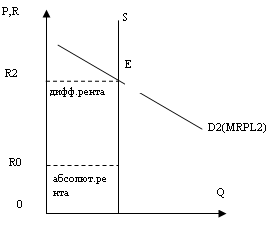 P,R
S
E
R2
дифф.рента
D2(MRPL2)
R0
абсолют.ре
нта
Q
0